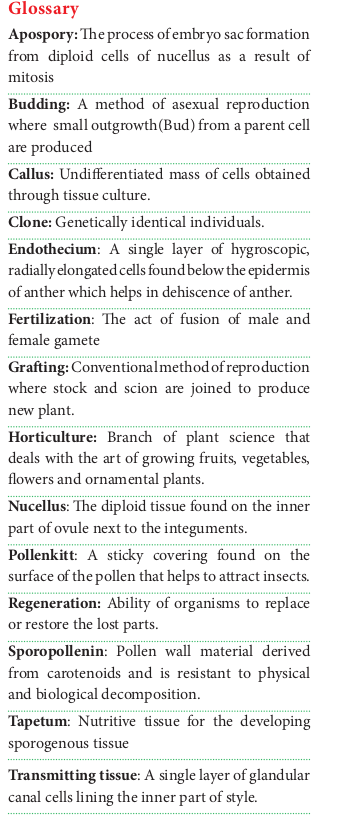 Glossary
Apospory: The process of embryo sac formation
from diploid cells of nucellus as a result of
mitosis
Budding: A method of asexual reproduction
where small outgrowth(Bud) from a parent cell
are produced
Callus: Undifferentiated mass of cells obtained
through tissue culture.
Clone: Genetically identical individuals.
Endothecium: A single layer of hygroscopic,
radially elongated cells found below the epidermis
of anther which helps in dehiscence of anther.
Fertilization: The act of fusion of male and
female gamete
Grafting: Conventional method of reproduction
where stock and scion are joined to produce
new plant.
Horticulture: Branch of plant science that
deals with the art of growing fruits, vegetables,
flowers and ornamental plants.
Nucellus: The diploid tissue found on the inner
part of ovule next to the integuments.
Pollenkitt: A sticky covering found on the
surface of the pollen that helps to attract insects.
Regeneration: Ability of organisms to replace
or restore the lost parts.
Sporopollenin: Pollen wall material derived
from carotenoids and is resistant to physical
and biological decomposition.
Tapetum: Nutritive tissue for the developing
sporogenous tissue
Transmitting tissue: A single layer of glandular
canal cells lining the inner part of style.